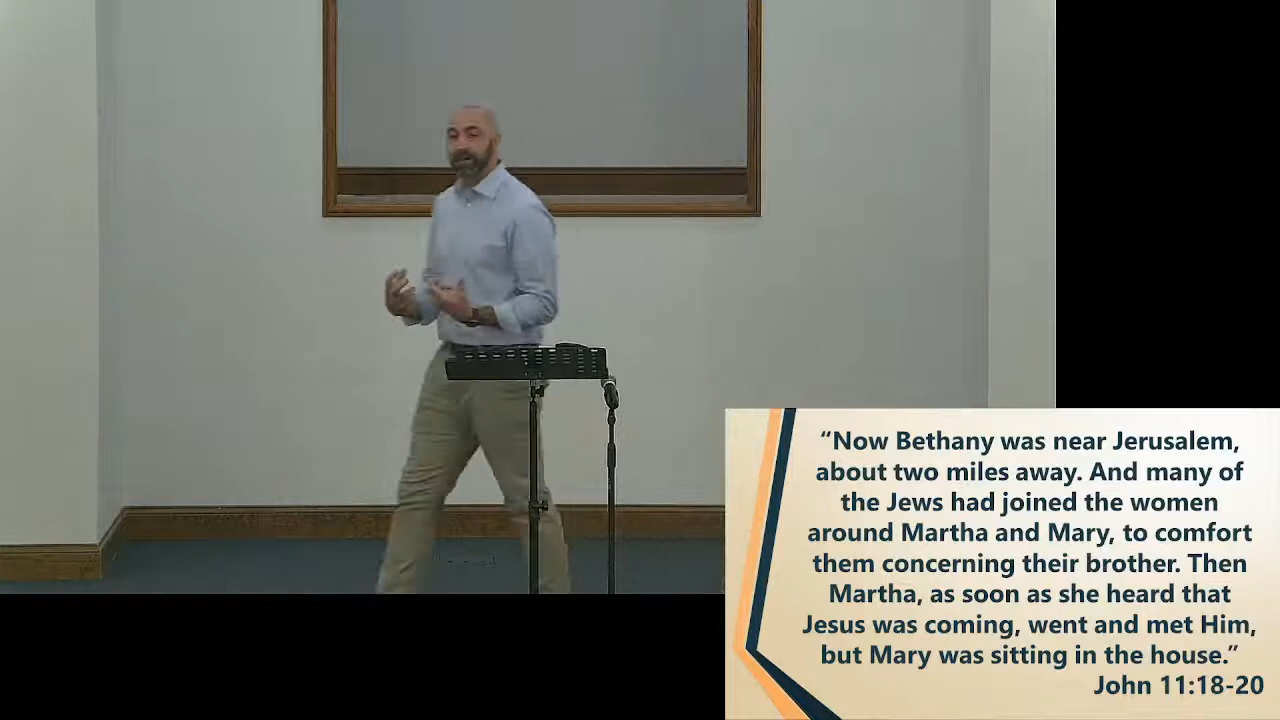 “Now Bethany was near Jerusalem,
about two miles away. And many of
the Jews had joined the women
around Martha and Mary, to comfort
them concerning their brother. Then
Martha, as soon as she heard that
Jesus was coming, went and met Him,
but Mary was sitting in the house.”
John 11:18-20